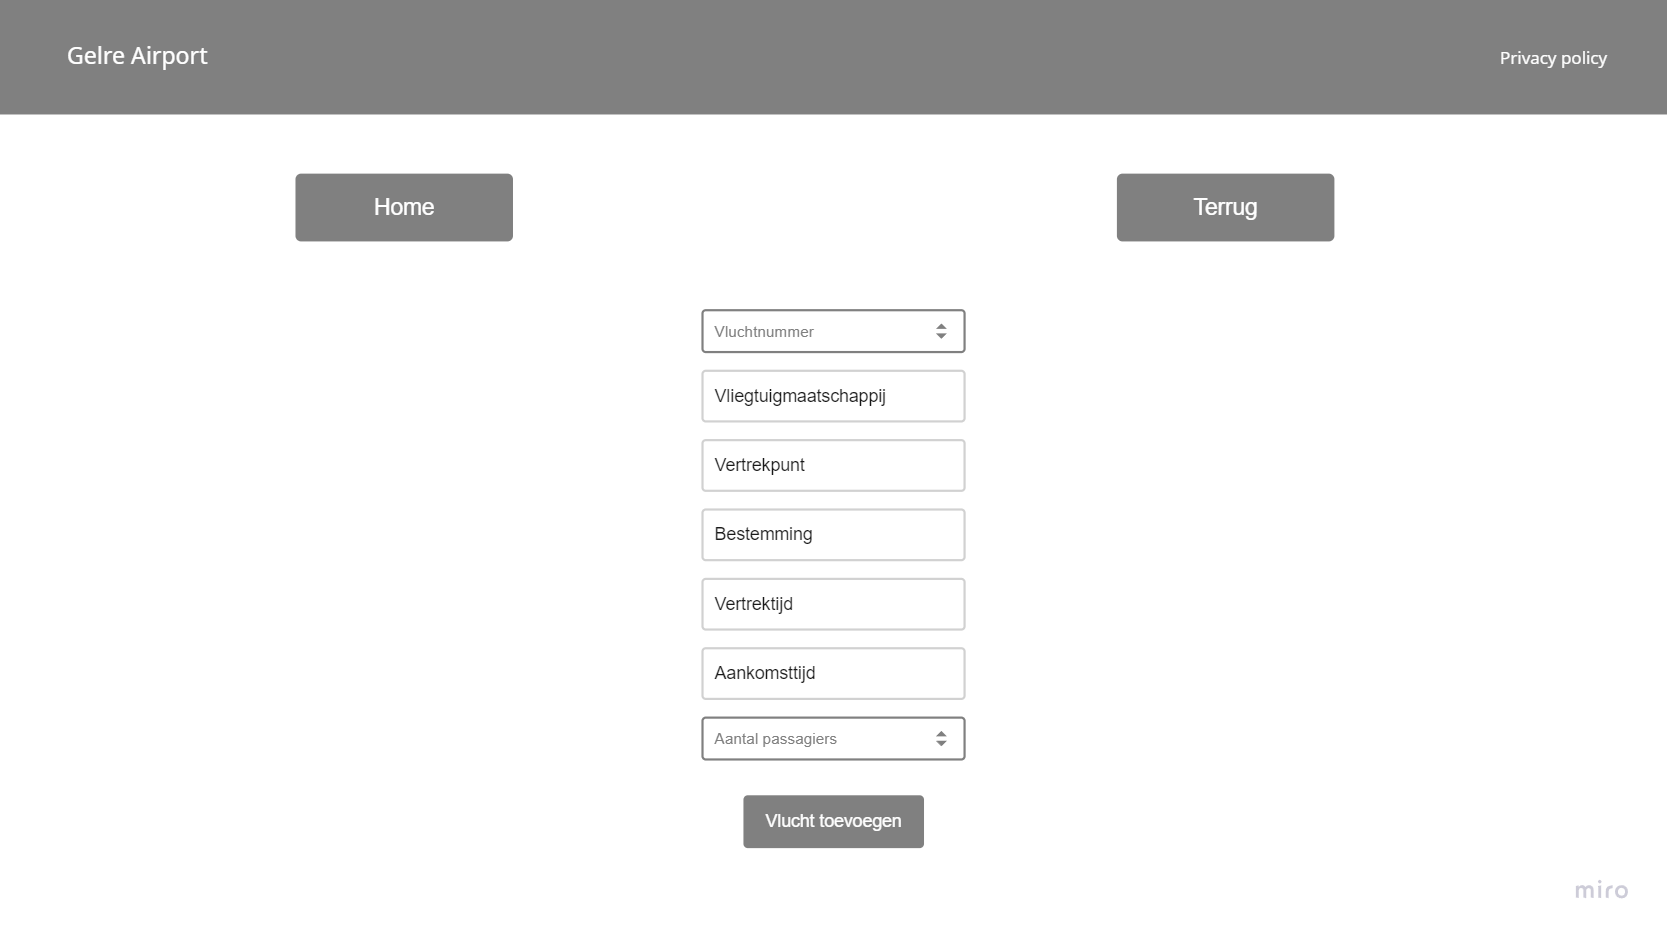 Gelre Airport
Privacy policy
Home
Terrug
Vluchtnummer
Vliegtuigmaatschappij
Vertrekpunt
Bestemming
Vertrektijd
Aankomsttijd
Aantal passagiers
Vlucht toevoegen
miro